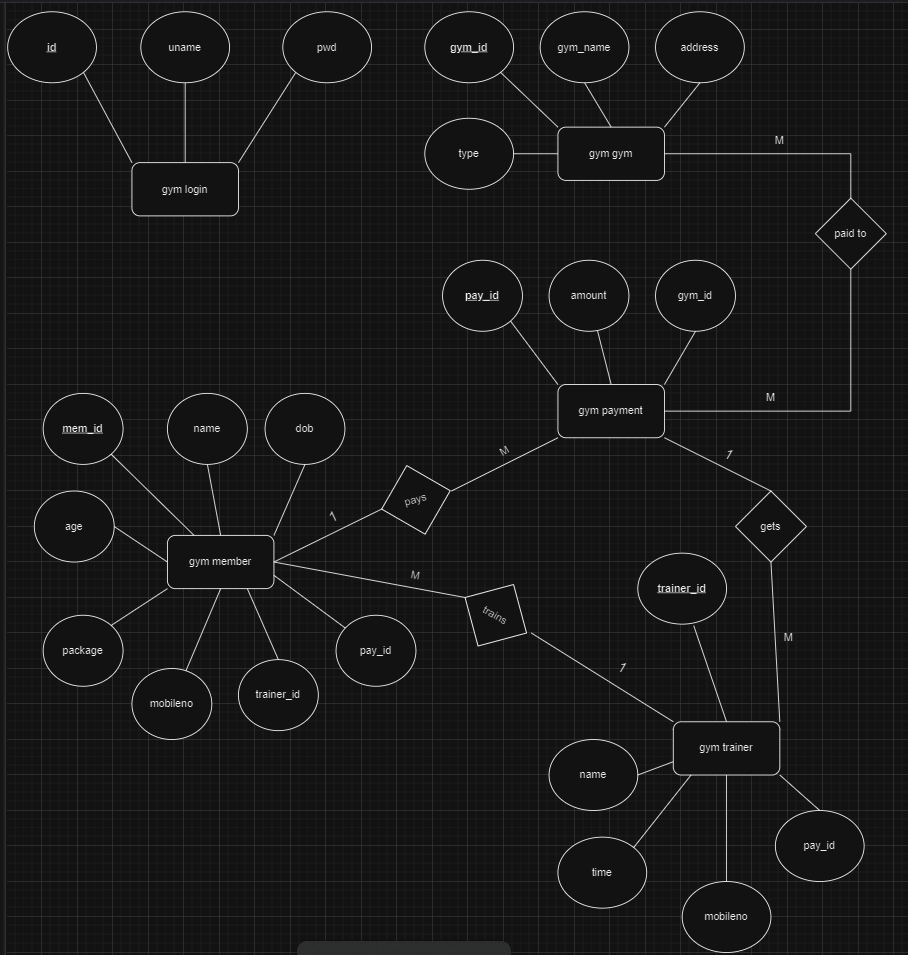 id
uname
pwd
gym_id
gym_name
address
type
gym gym
M
gym login
paid to
pay_id
amount
gym_id
gym payment
M
mem_id
name
dob
M
1
pays
1
age
gets
gym member
M
trainer_id
trains
package
pay_id
M
mobileno
trainer_id
1
gym trainer
name
time
pay_id
mobileno